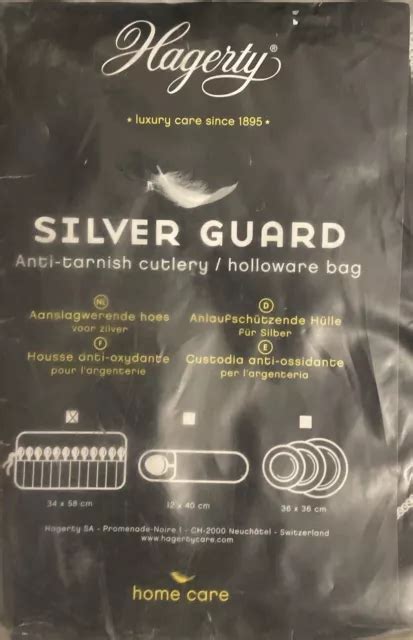 Hagerty®
* luxury care since 1895 *
SILVER GUARD
Anti-tarnish cutlery / holloware bag
NL
Aanslagwerende hoes
voor zilver
D
Anlaufschützende Hülle
für Silber
F
Housse anti-oxydante
pour l'argenterie
E
Custodia anti-ossidante
per l'argenteria
34 x 58 cm
12 x 40 cm
36 x 36 cm
Hagerty SA - Promenade-Noire 1 - CH-2000 Neuchâtel - Switzerland
www.hagertycare.com
home care